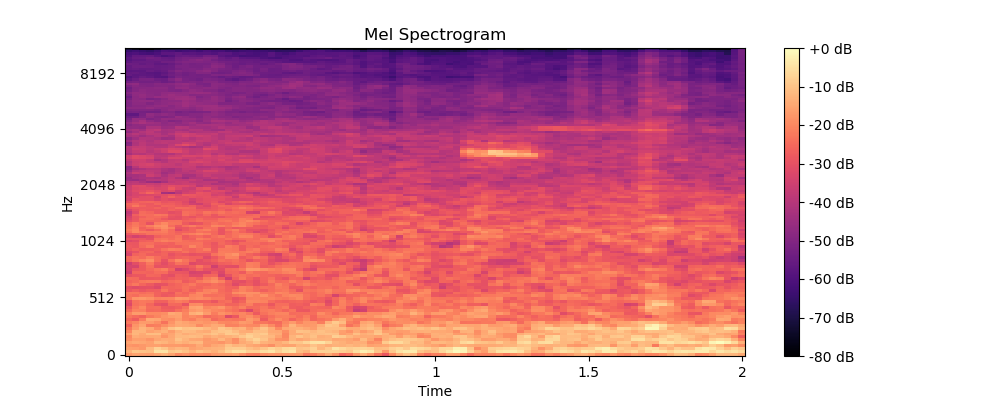 Mel Spectrogram
Hz
8192
4096
2048
1024
512
0
0 0.5 1 1.5 2
Time
+0 dB
-10 dB
-20 dB
-30 dB
-40 dB
-50 dB
-60 dB
-70 dB
-80 dB